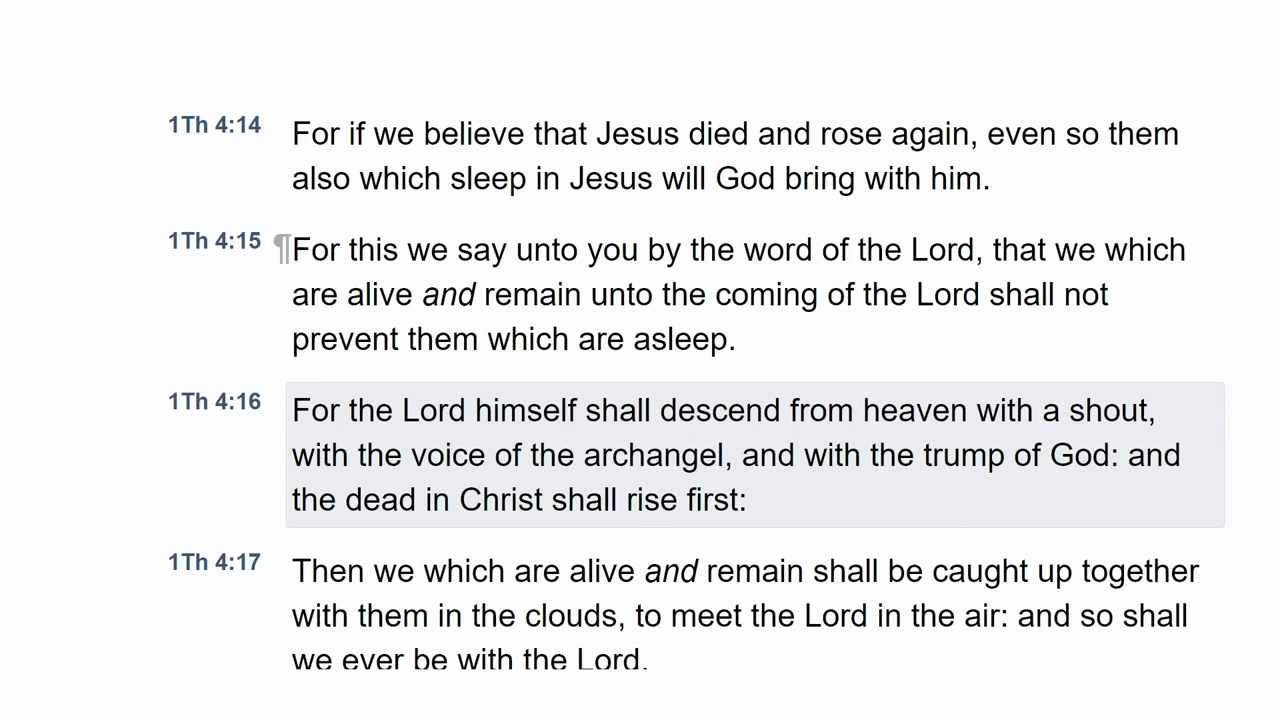 1Th 4:14 For if we believe that Jesus died and rose again, even so them
also which sleep in Jesus will God bring with him.
1Th 4:15 ¶For this we say unto you by the word of the Lord, that we which
are alive and remain unto the coming of the Lord shall not
prevent them which are asleep.
1Th 4:16 For the Lord himself shall descend from heaven with a shout,
with the voice of the archangel, and with the trump of God: and
the dead in Christ shall rise first:
1Th 4:17 Then we which are alive and remain shall be caught up together
with them in the clouds, to meet the Lord in the air: and so shall
we ever be with the Lord.